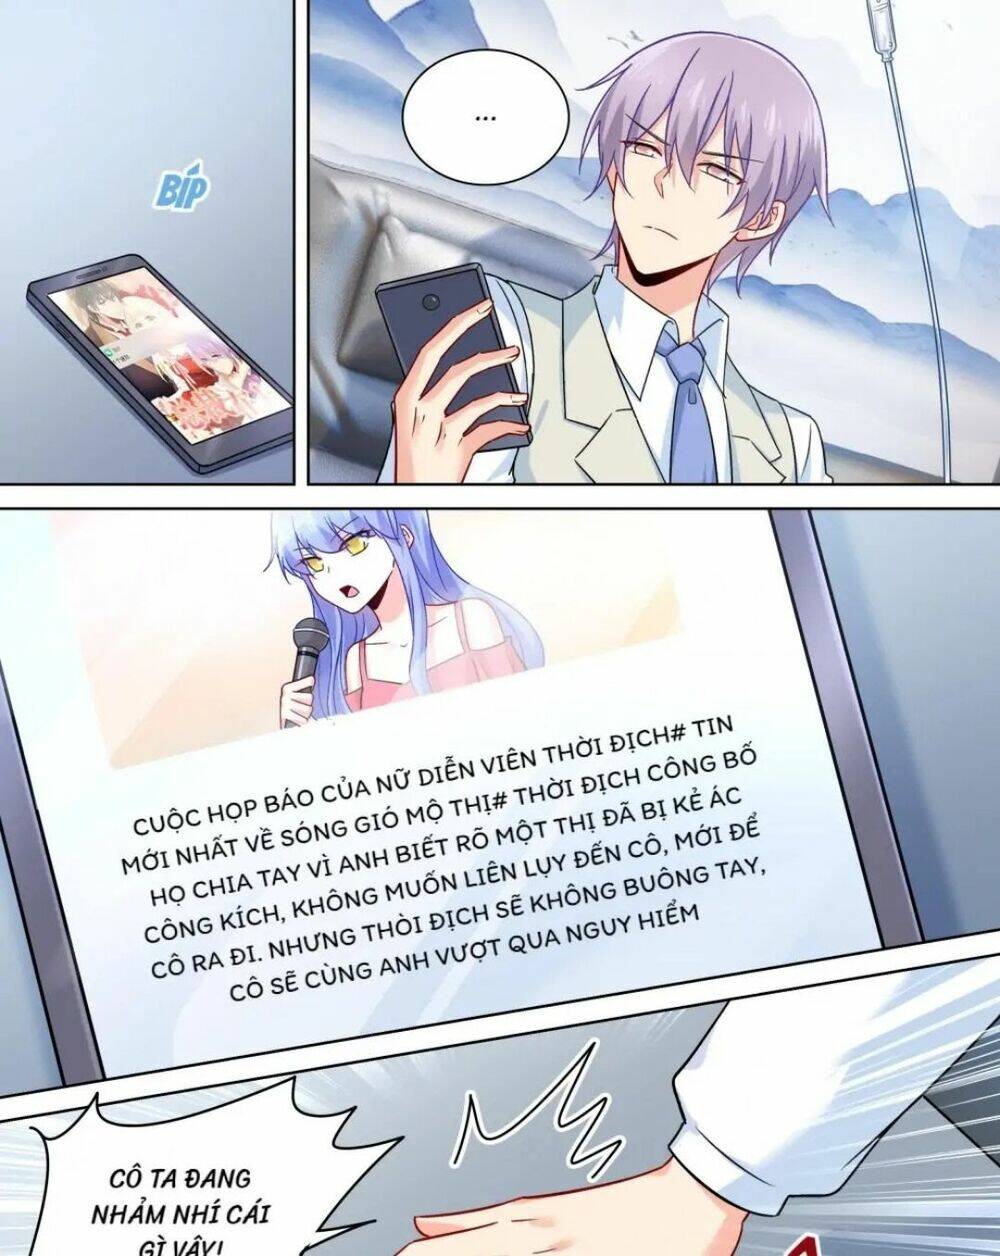 ...
BÍP
CUỘC HỌP BÁO CỦA NỮ DIỄN VIÊN THỜI ĐỊCH# TIN
MỚI NHẤT VỀ SÓNG GIÓ MỘ THỊ# THỜI ĐỊCH CÔNG BỐ
HỌ CHIA TAY VÌ ANH BIẾT RÕ MỘT THỊ ĐÃ BỊ KẺ ÁC
CÔNG KÍCH, KHÔNG MUỐN LIÊN LỤY ĐẾN CÔ, MỚI ĐỂ
CÔ RA ĐI. NHƯNG THỜI ĐỊCH SẼ KHÔNG BUÔNG TAY,
CÔ SẼ CÙNG ANH VƯỢT QUA NGUY HIỂM
CÔ TA ĐANG
NHẢM NHÍ CÁI
GÌ VẬY!